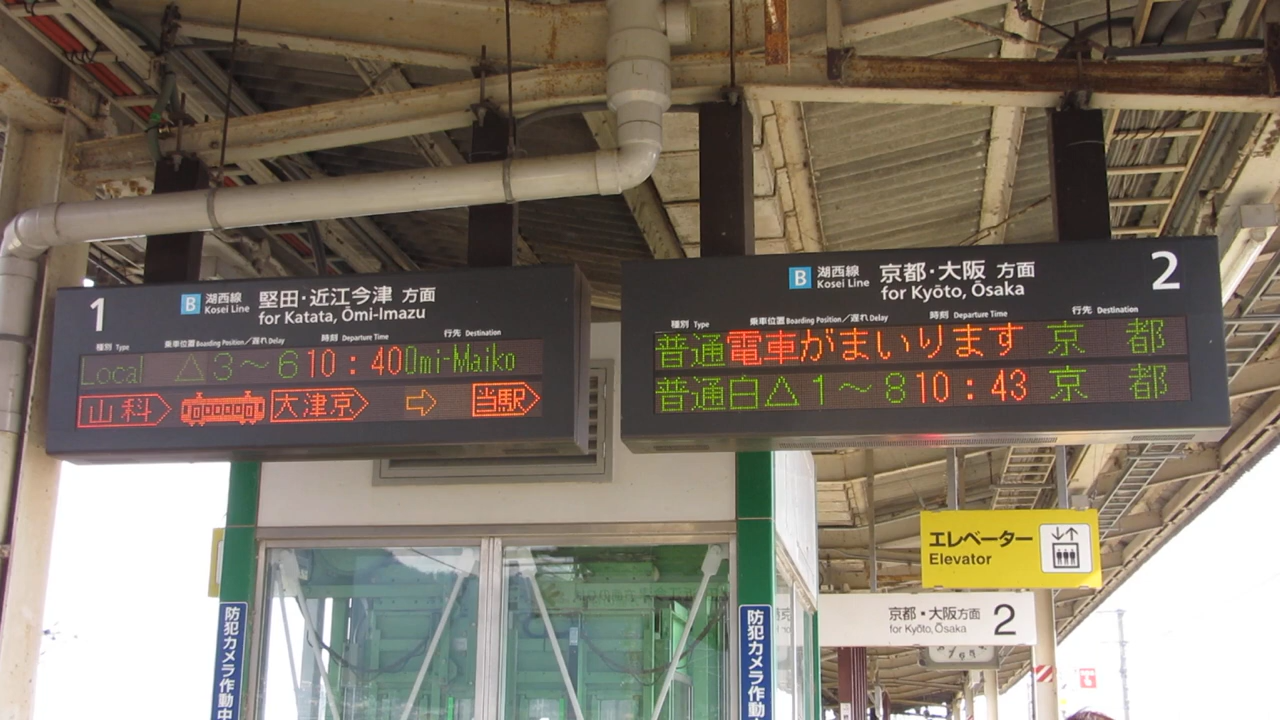 1
B 湖西線 Kosei Line
堅田・近江今津 方面
for Katata, Ōmi-Imazu
種別 Type 乗車位置 Boarding Position／遅れ Delay 時刻 Departure Time 行先 Destination
Local △3～6 10:40 Omi-Maiko
山科 大津京 ⇨ 当駅
2
B 湖西線 Kosei Line
京都・大阪 方面
for Kyōto, Ōsaka
種別 Type 乗車位置 Boarding Position／遅れ Delay 時刻 Departure Time 行先 Destination
普通 電車がまいります 京都
普通 白△1～8 10:43 京都
エレベーター
Elevator
京都・大阪方面 2
for Kyōto, Ōsaka
防犯カメラ作動中
防犯カメラ作動中